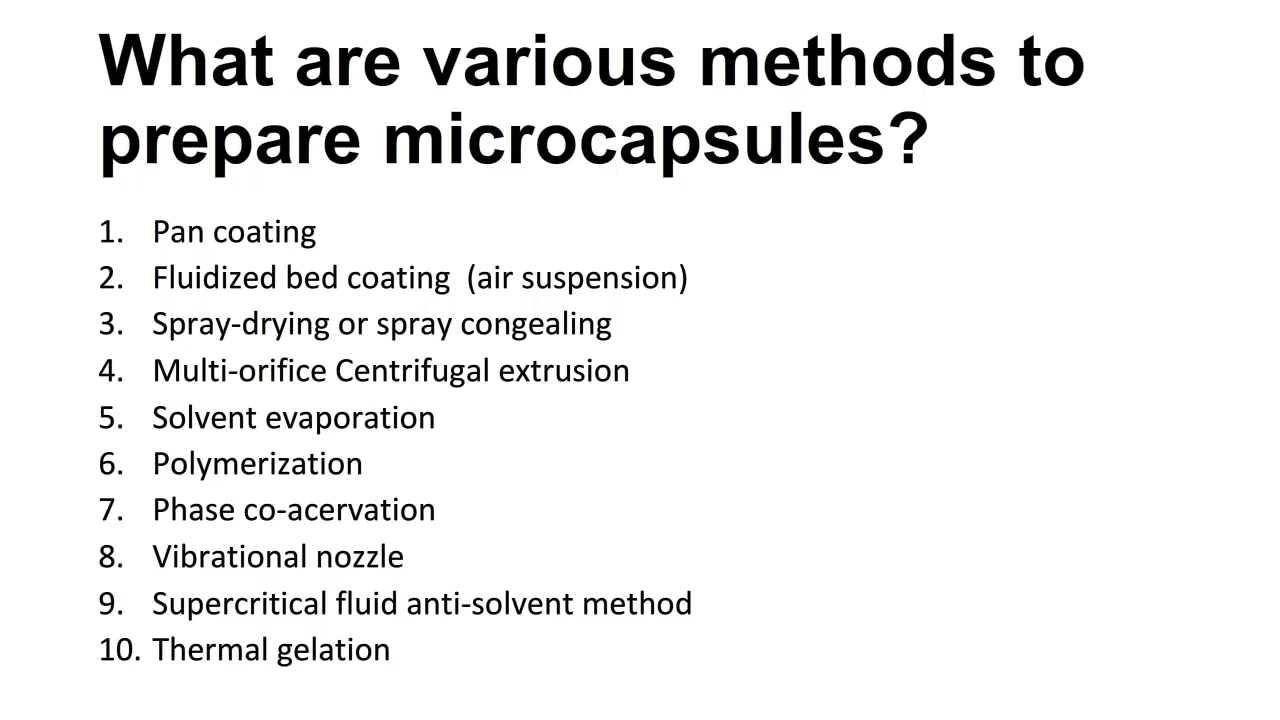 What are various methods to
prepare microcapsules?
1. Pan coating
2. Fluidized bed coating (air suspension)
3. Spray-drying or spray congealing
4. Multi-orifice Centrifugal extrusion
5. Solvent evaporation
6. Polymerization
7. Phase co-acervation
8. Vibrational nozzle
9. Supercritical fluid anti-solvent method
10. Thermal gelation